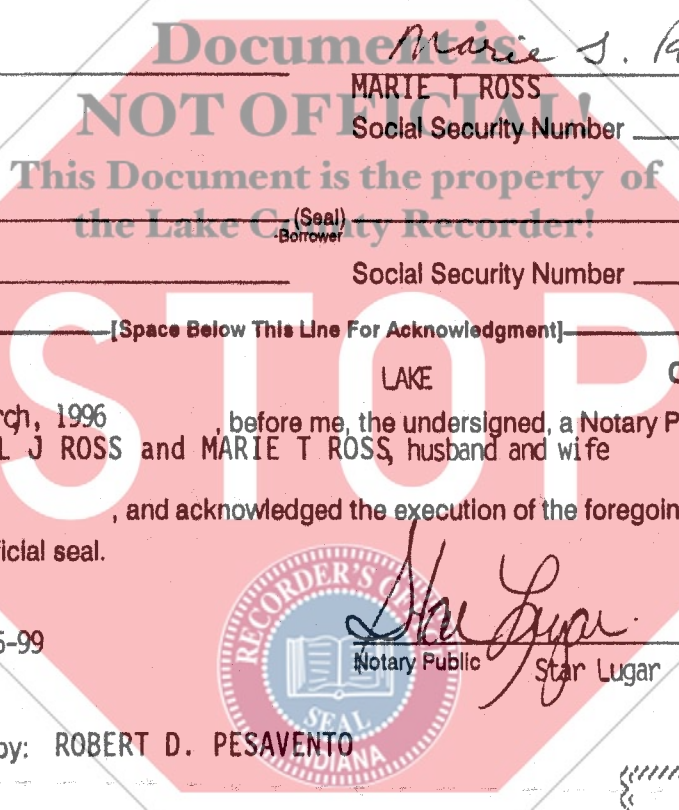 Document is
Marie T. R
MARIE T ROSS
NOT OFFICIAL!
Social Security Number
This Document is the property of
the Lake County Recorder!
(Seal)
-Borrower
Social Security Number
[Space Below This Line For Acknowledgment]
STOP
LAKE
rch, 1996 , before me, the undersigned, a Notary P
L J ROSS and MARIE T ROSS, husband and wife
, and acknowledged the execution of the foregoin
ficial seal.
RECORDER'S OFFICE
Star Lugar
6-99
Notary Public Star Lugar
SEAL
INDIANA
by: ROBERT D. PESAVENTO